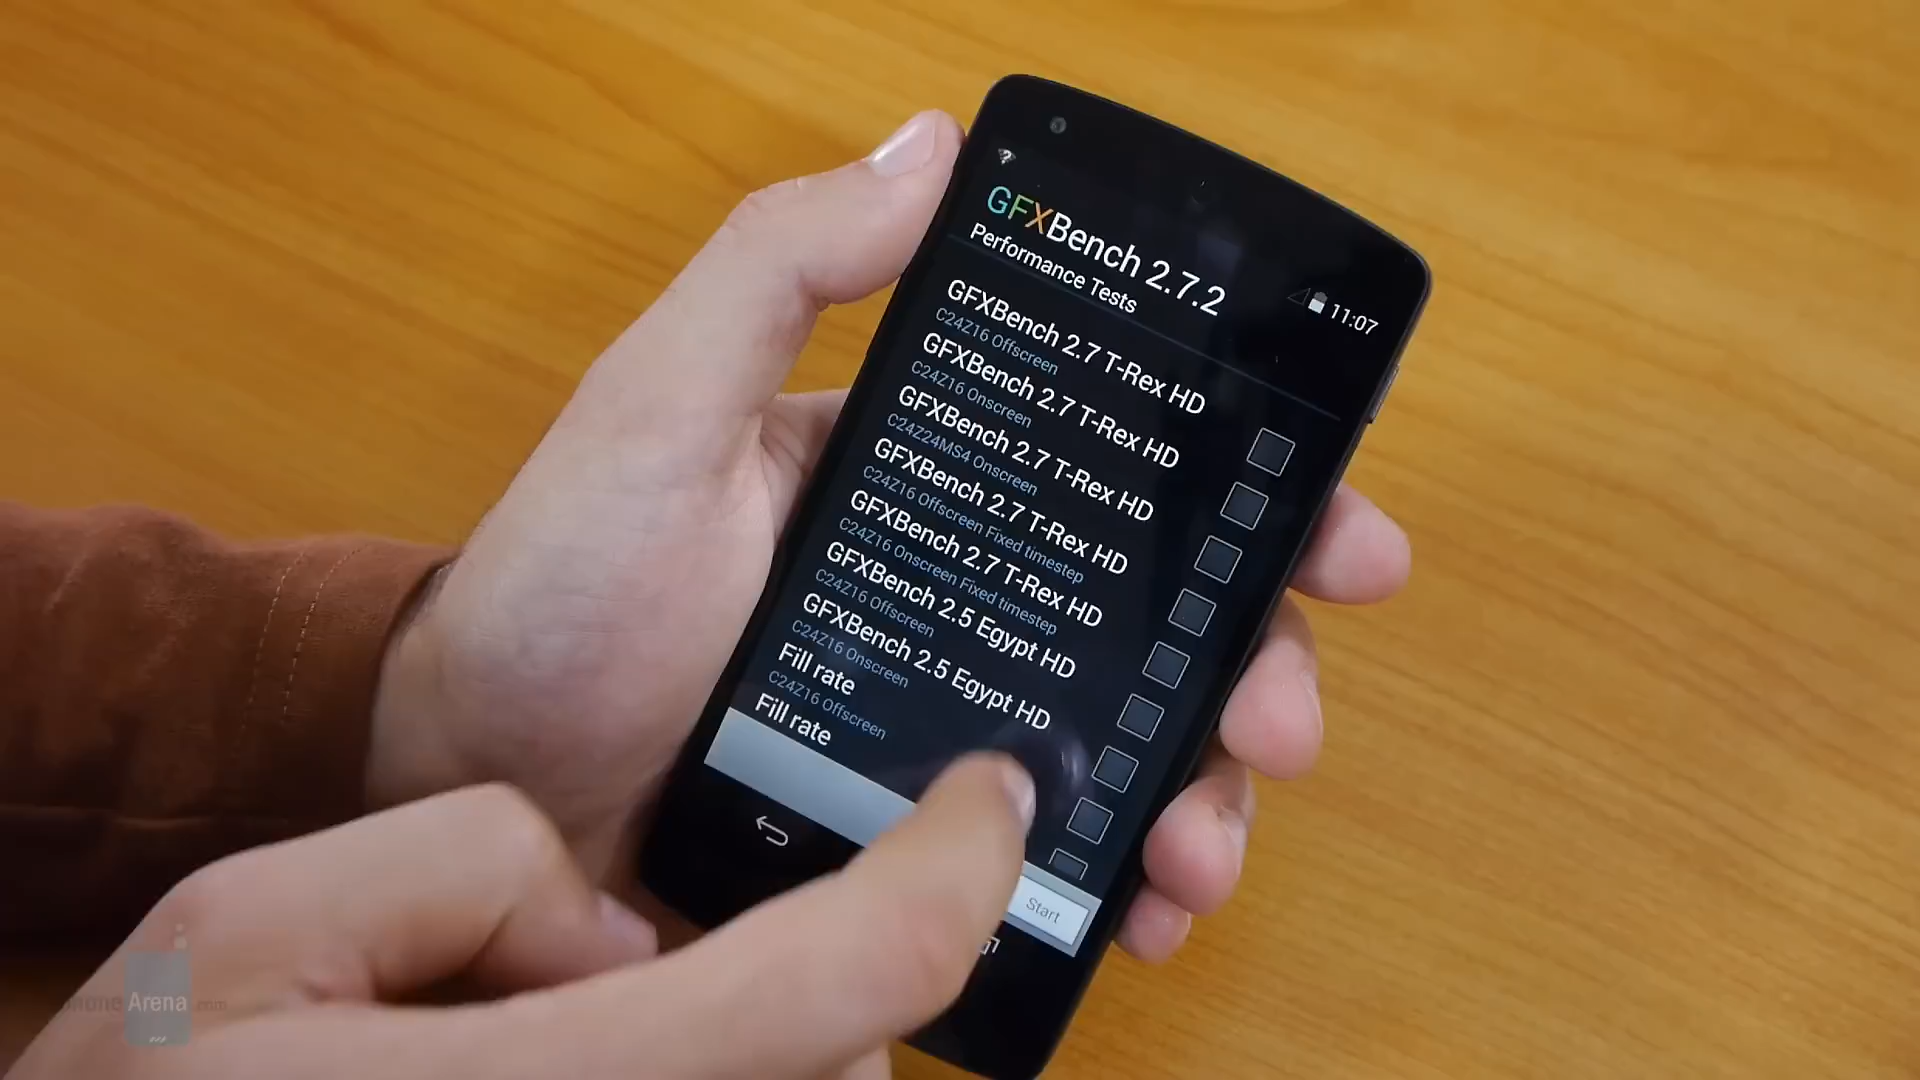 GFXBench 2.7.2
11:07
Performance Tests
GFXBench 2.7 T-Rex HD
C24Z16 Offscreen
GFXBench 2.7 T-Rex HD
C24Z16 Onscreen
GFXBench 2.7 T-Rex HD
C24Z24MS4 Onscreen
GFXBench 2.7 T-Rex HD
C24Z16 Offscreen Fixed timestep
GFXBench 2.7 T-Rex HD
C24Z16 Onscreen Fixed timestep
GFXBench 2.5 Egypt HD
C24Z16 Offscreen
GFXBench 2.5 Egypt HD
C24Z16 Onscreen
Fill rate
C24Z16 Offscreen
Fill rate
Start
Arena